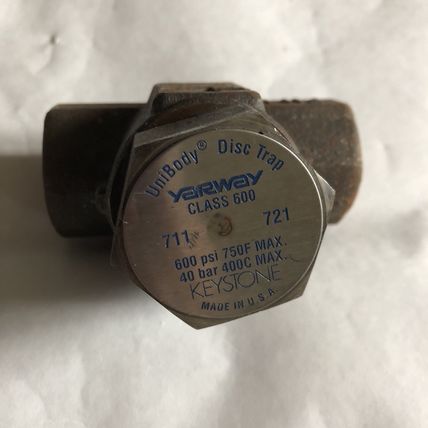 UniBody® Disc Trap
YARWAY
CLASS 600
711 721
600 psi 750F MAX.
40 bar 400C MAX.
KEYSTONE
MADE IN U.S.A.